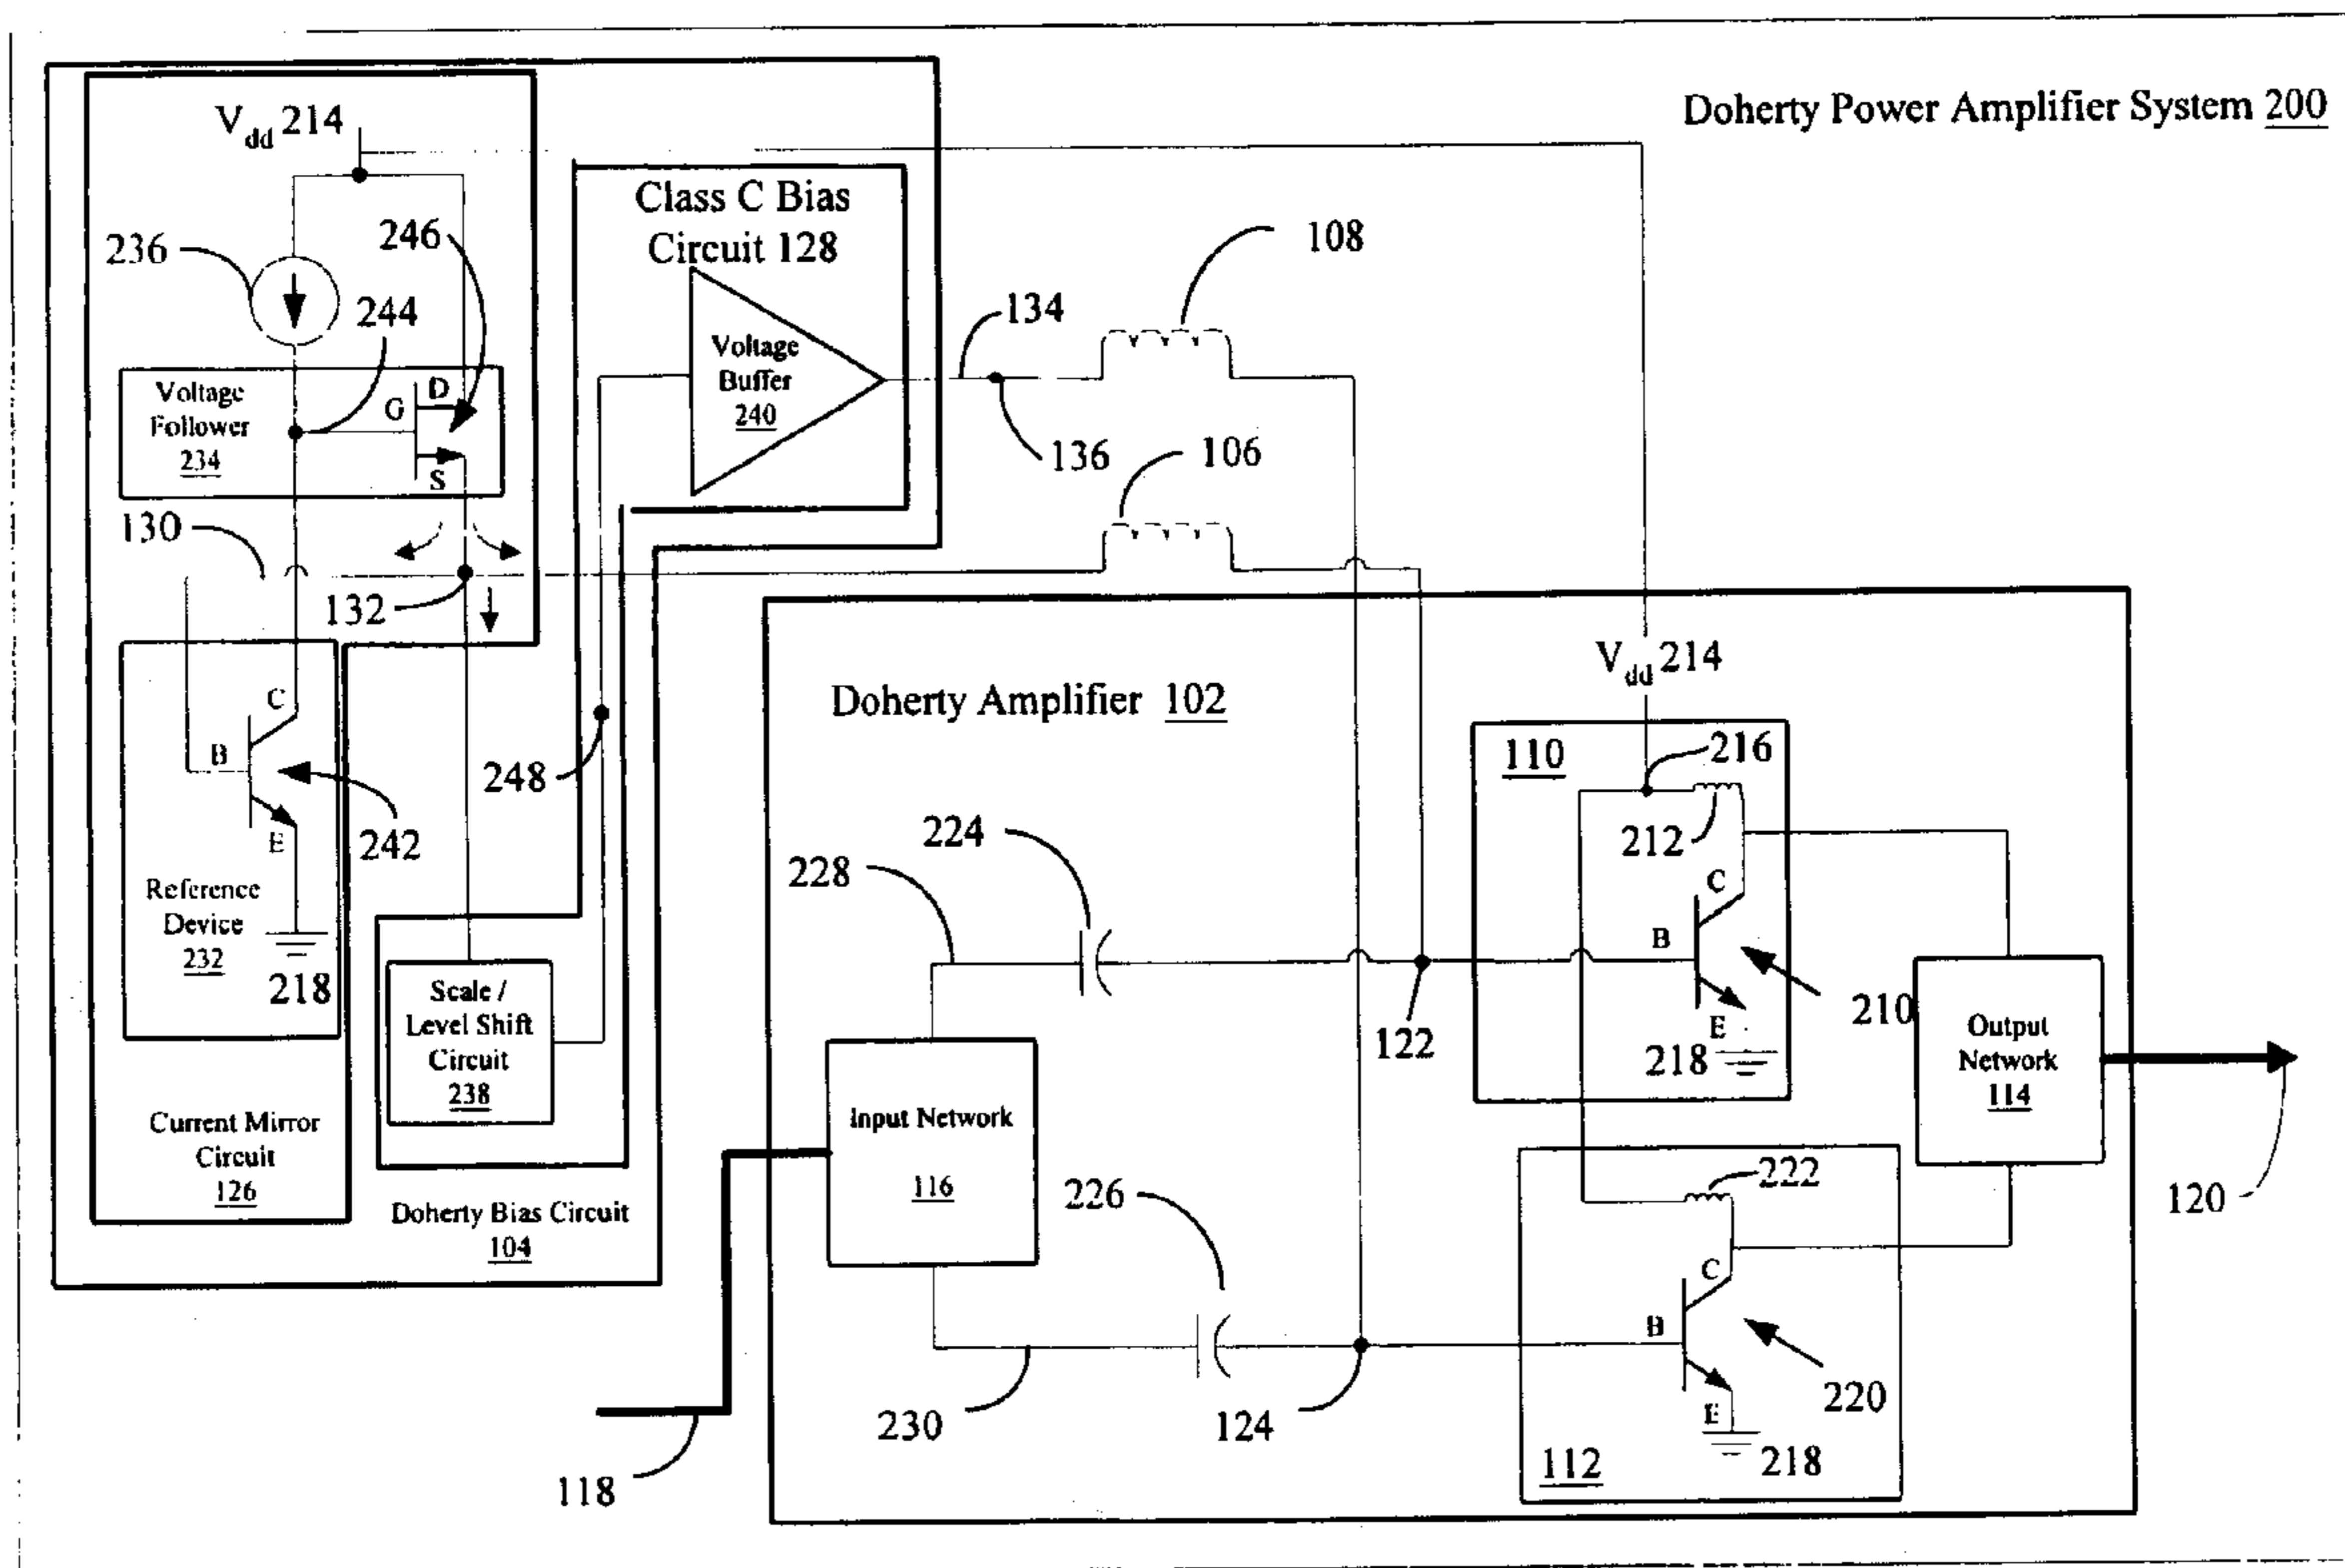 Doherty Power Amplifier System 200
Vdd 214
Class C Bias
Circuit 128
236
246
244
108
134
Voltage
Buffer
240
136
106
Voltage
Follower
234
G
D
S
130
132
Vdd 214
Doherty Amplifier 102
C
B
E
242
248
110
216
212
224
228
C
B
E
210
218
Reference
Device
232
218
Scale /
Level Shift
Circuit
238
122
Output
Network
114
Input Network
116
Current Mirror
Circuit
126
Doherty Bias Circuit
104
226
222
120
C
B
E
220
230
124
112
218
118